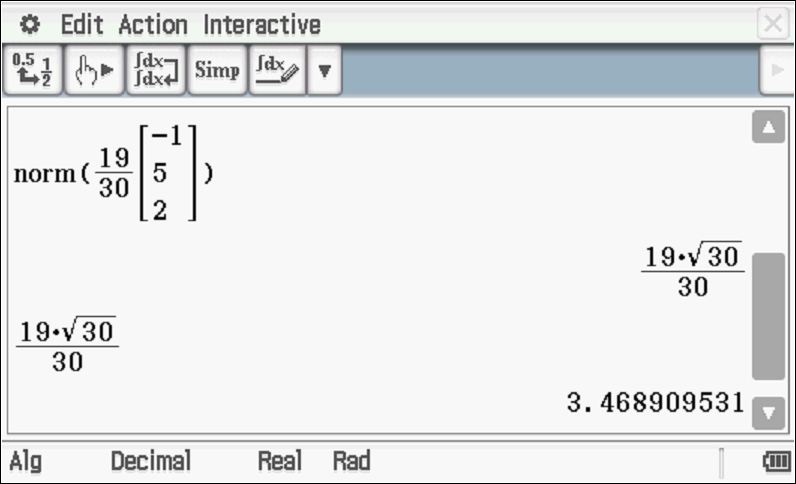 Edit Action Interactive
0.5 1/2 ∫dx ∫dx Simp ∫dx
norm(19/30 [-1
5
2])
19·√30/30
19·√30/30
3.468909531
Alg Decimal Real Rad